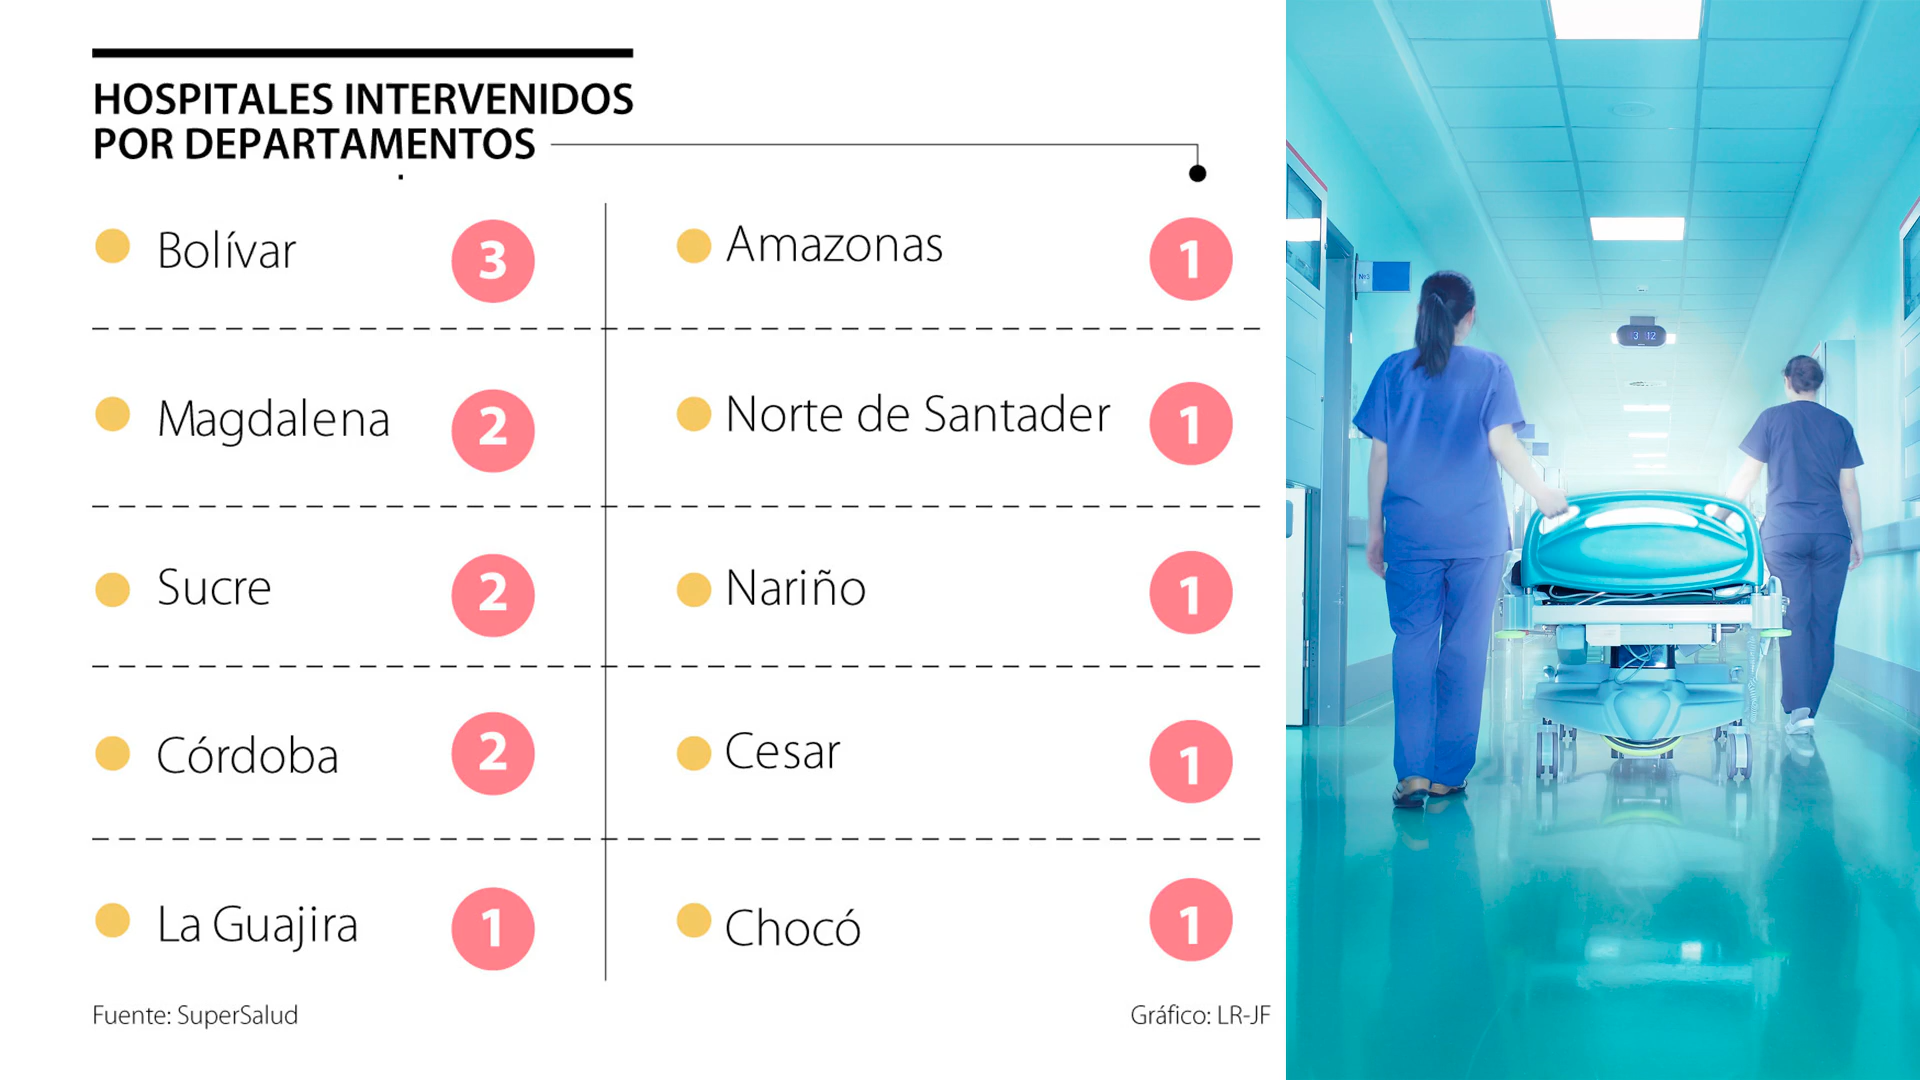 HOSPITALES INTERVENIDOS
POR DEPARTAMENTOS
Bolívar 3
Magdalena 2
Sucre 2
Córdoba 2
La Guajira 1
Amazonas 1
Norte de Santader 1
Nariño 1
Cesar 1
Chocó 1
Fuente: SuperSalud
Gráfico: LR-JF